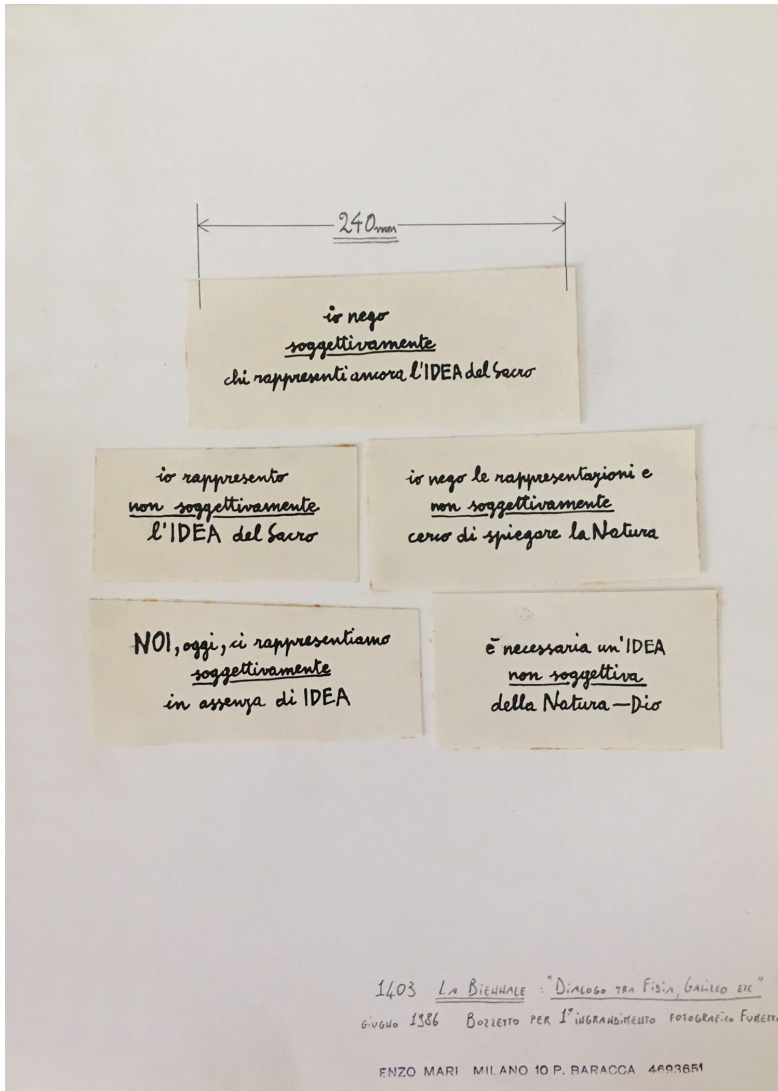 240mm
io nego
soggettivamente
chi rappresenti ancora l'IDEA del Sacro
io rappresento
non soggettivamente
l'IDEA del Sacro
io nego le rappresentazioni e
non soggettivamente
cerco di spiegare la Natura
NOI, oggi, ci rappresentiamo
soggettivamente
in assenza di IDEA
è necessaria un'IDEA
non soggettiva
della Natura—Dio
1403 LA BIENNALE : "DIALOGO TRA FIDIA, GALILEO ETC"
GIUGNO 1986 BOZZETTO PER 1° INGRANDIMENTO FOTOGRAFICO
ENZO MARI MILANO 10 P. BARACCA 4693651